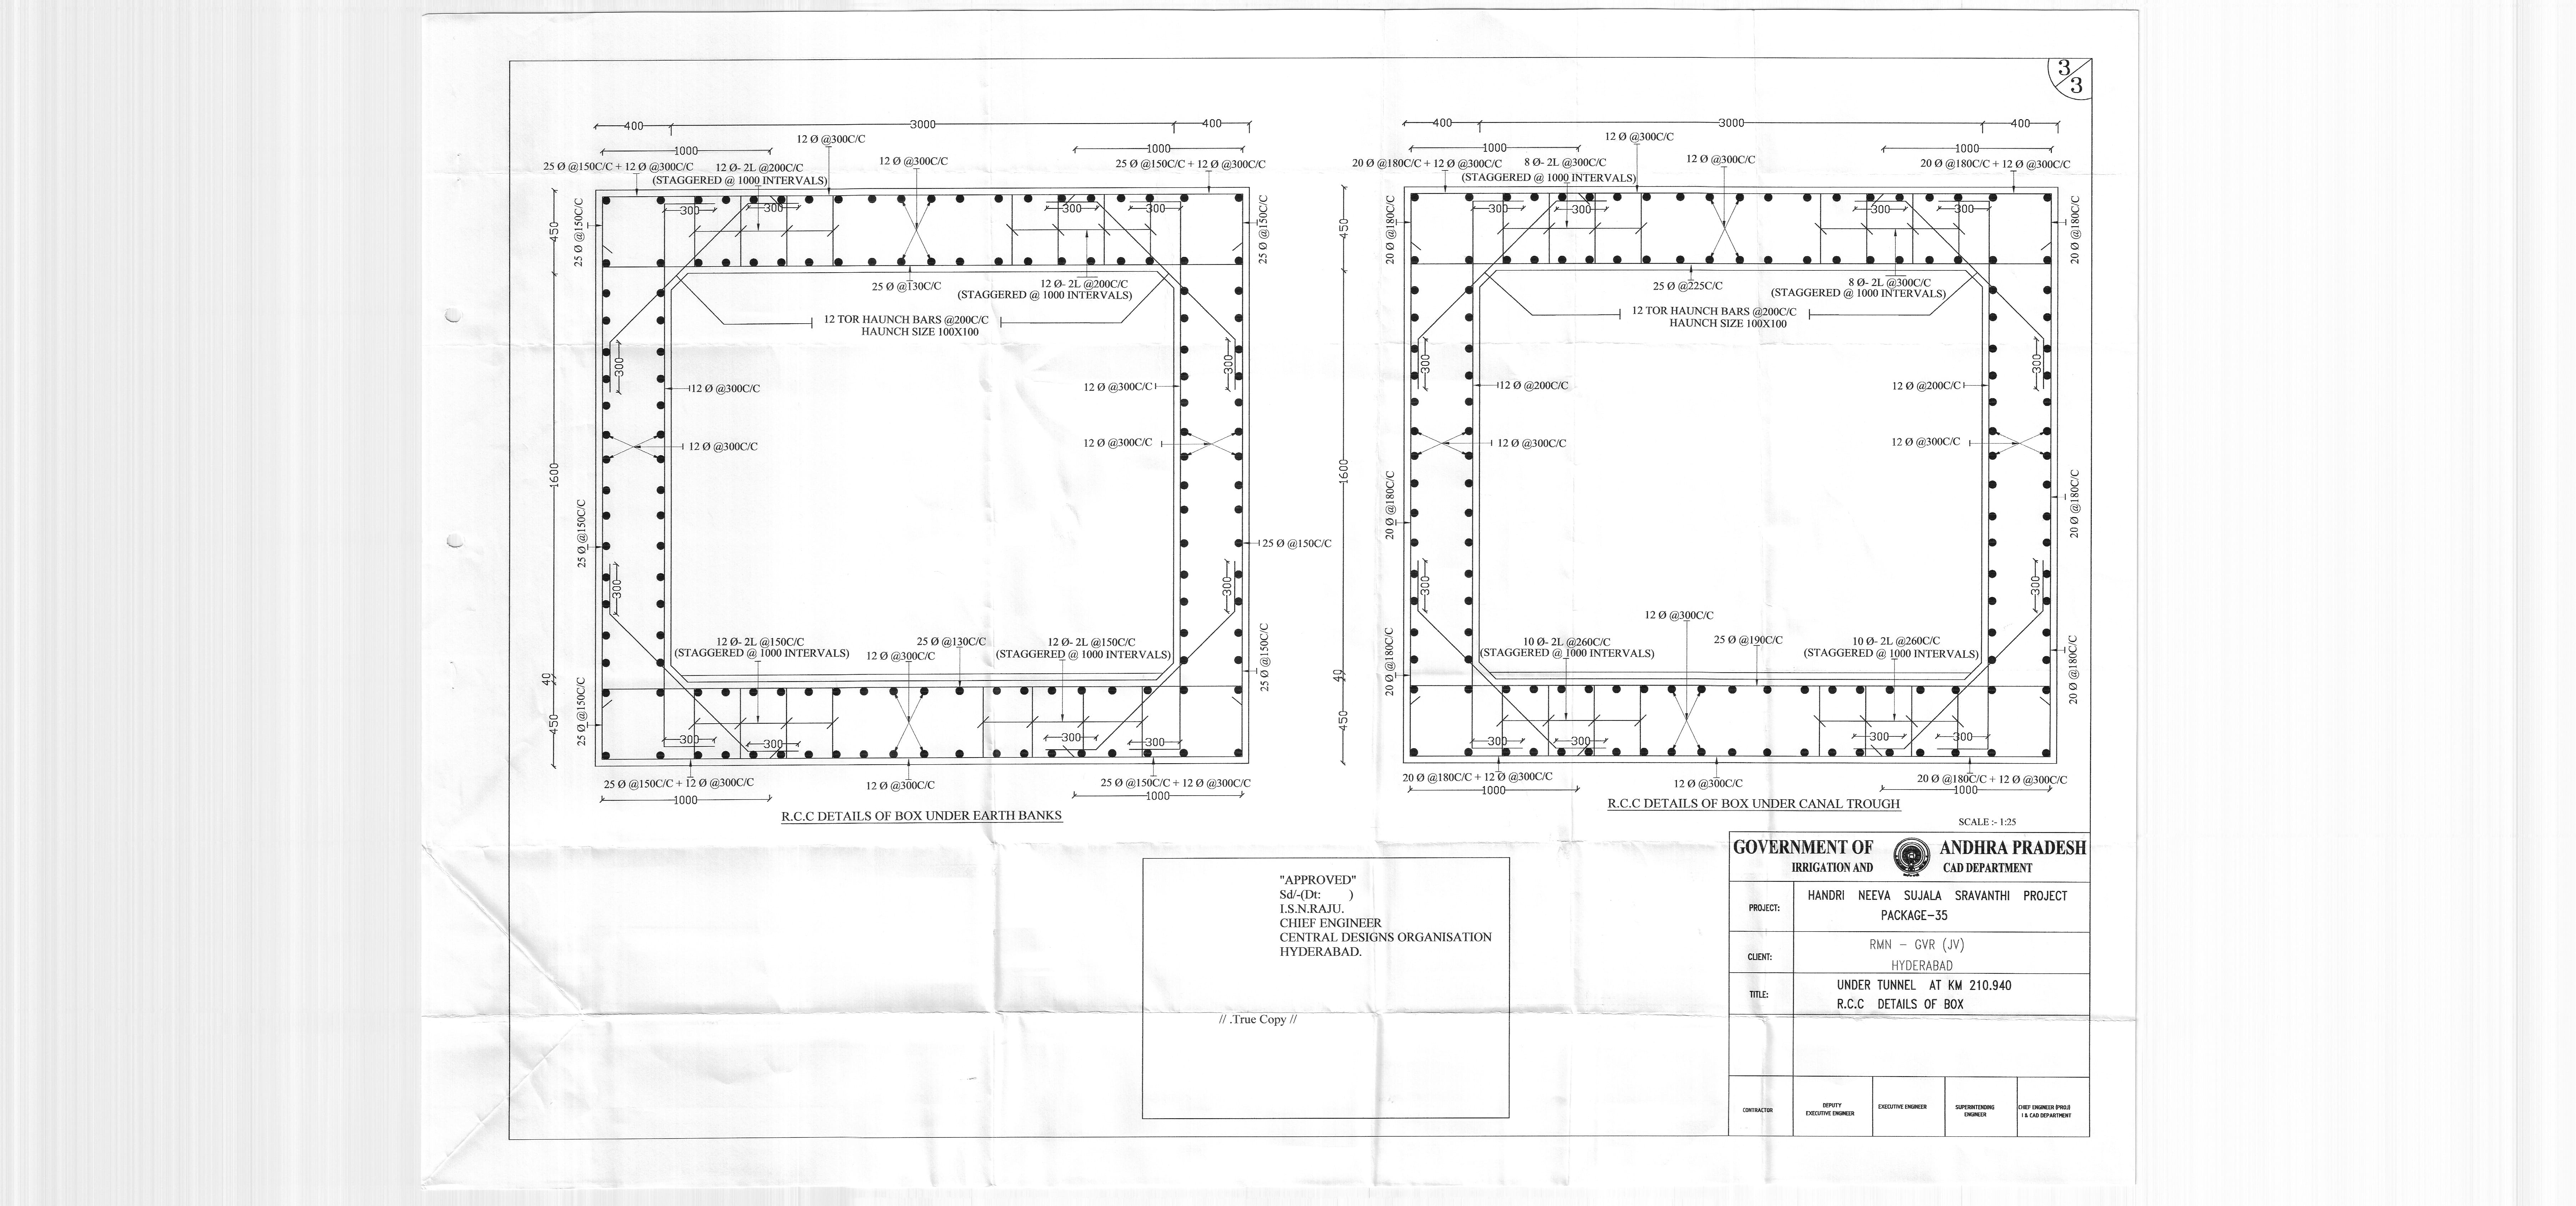 3
3
400
3000
400
1000
12 Ø @300C/C
1000
25 Ø @150C/C + 12 Ø @300C/C
12 Ø- 2L @200C/C
(STAGGERED @ 1000 INTERVALS)
12 Ø @300C/C
25 Ø @150C/C + 12 Ø @300C/C
25 Ø @150C/C
450
300
300
300
300
25 Ø @150C/C
25 Ø @130C/C
12 Ø- 2L @200C/C
(STAGGERED @ 1000 INTERVALS)
12 TOR HAUNCH BARS @200C/C
HAUNCH SIZE 100X100
300
300
12 Ø @300C/C
12 Ø @300C/C
12 Ø @300C/C
12 Ø @300C/C
1600
25 Ø @150C/C
25 Ø @150C/C
300
300
12 Ø- 2L @150C/C
(STAGGERED @ 1000 INTERVALS)
25 Ø @130C/C
12 Ø @300C/C
12 Ø- 2L @150C/C
(STAGGERED @ 1000 INTERVALS)
25 Ø @150C/C
40
450
25 Ø @150C/C
300
300
300
300
25 Ø @150C/C + 12 Ø @300C/C
12 Ø @300C/C
25 Ø @150C/C + 12 Ø @300C/C
1000
1000
R.C.C DETAILS OF BOX UNDER EARTH BANKS
400
3000
400
1000
12 Ø @300C/C
1000
20 Ø @180C/C + 12 Ø @300C/C
8 Ø- 2L @300C/C
(STAGGERED @ 1000 INTERVALS)
12 Ø @300C/C
20 Ø @180C/C + 12 Ø @300C/C
450
20 Ø @180C/C
300
300
300
300
20 Ø @180C/C
25 Ø @225C/C
8 Ø- 2L @300C/C
(STAGGERED @ 1000 INTERVALS)
12 TOR HAUNCH BARS @200C/C
HAUNCH SIZE 100X100
300
300
12 Ø @200C/C
12 Ø @200C/C
12 Ø @300C/C
12 Ø @300C/C
1600
20 Ø @180C/C
20 Ø @180C/C
300
300
12 Ø @300C/C
10 Ø- 2L @260C/C
(STAGGERED @ 1000 INTERVALS)
25 Ø @190C/C
10 Ø- 2L @260C/C
(STAGGERED @ 1000 INTERVALS)
20 Ø @180C/C
20 Ø @180C/C
40
450
300
300
300
300
20 Ø @180C/C + 12 Ø @300C/C
12 Ø @300C/C
20 Ø @180C/C + 12 Ø @300C/C
1000
1000
R.C.C DETAILS OF BOX UNDER CANAL TROUGH
SCALE :- 1:25
"APPROVED"
Sd/-(Dt: )
I.S.N.RAJU.
CHIEF ENGINEER
CENTRAL DESIGNS ORGANISATION
HYDERABAD.
// .True Copy //
GOVERNMENT OF ANDHRA PRADESH
IRRIGATION AND CAD DEPARTMENT
PROJECT:
HANDRI NEEVA SUJALA SRAVANTHI PROJECT
PACKAGE-35
CLIENT:
RMN - GVR (JV)
HYDERABAD
TITLE:
UNDER TUNNEL AT KM 210.940
R.C.C DETAILS OF BOX
CONTRACTOR
DEPUTY
EXECUTIVE ENGINEER
EXECUTIVE ENGINEER
SUPERINTENDING
ENGINEER
CHIEF ENGINEER (PROJ)
I & CAD DEPARTMENT